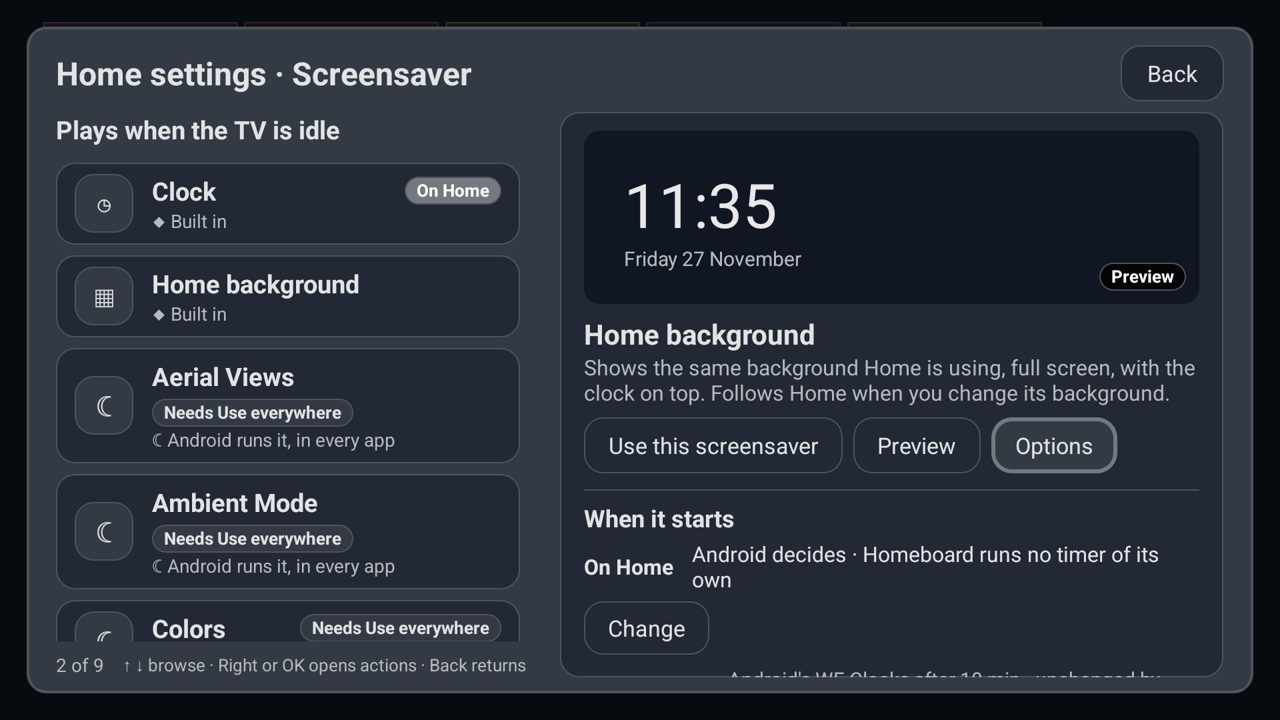 Home settings · Screensaver
Back
Plays when the TV is idle
Clock
On Home
◆ Built in
Home background
◆ Built in
Aerial Views
Needs Use everywhere
☾ Android runs it, in every app
Ambient Mode
Needs Use everywhere
☾ Android runs it, in every app
Colors
Needs Use everywhere
2 of 9 ↑ ↓ browse · Right or OK opens actions · Back returns
11:35
Friday 27 November
Preview
Home background
Shows the same background Home is using, full screen, with the
clock on top. Follows Home when you change its background.
Use this screensaver
Preview
Options
When it starts
On Home
Android decides · Homeboard runs no timer of its
own
Change